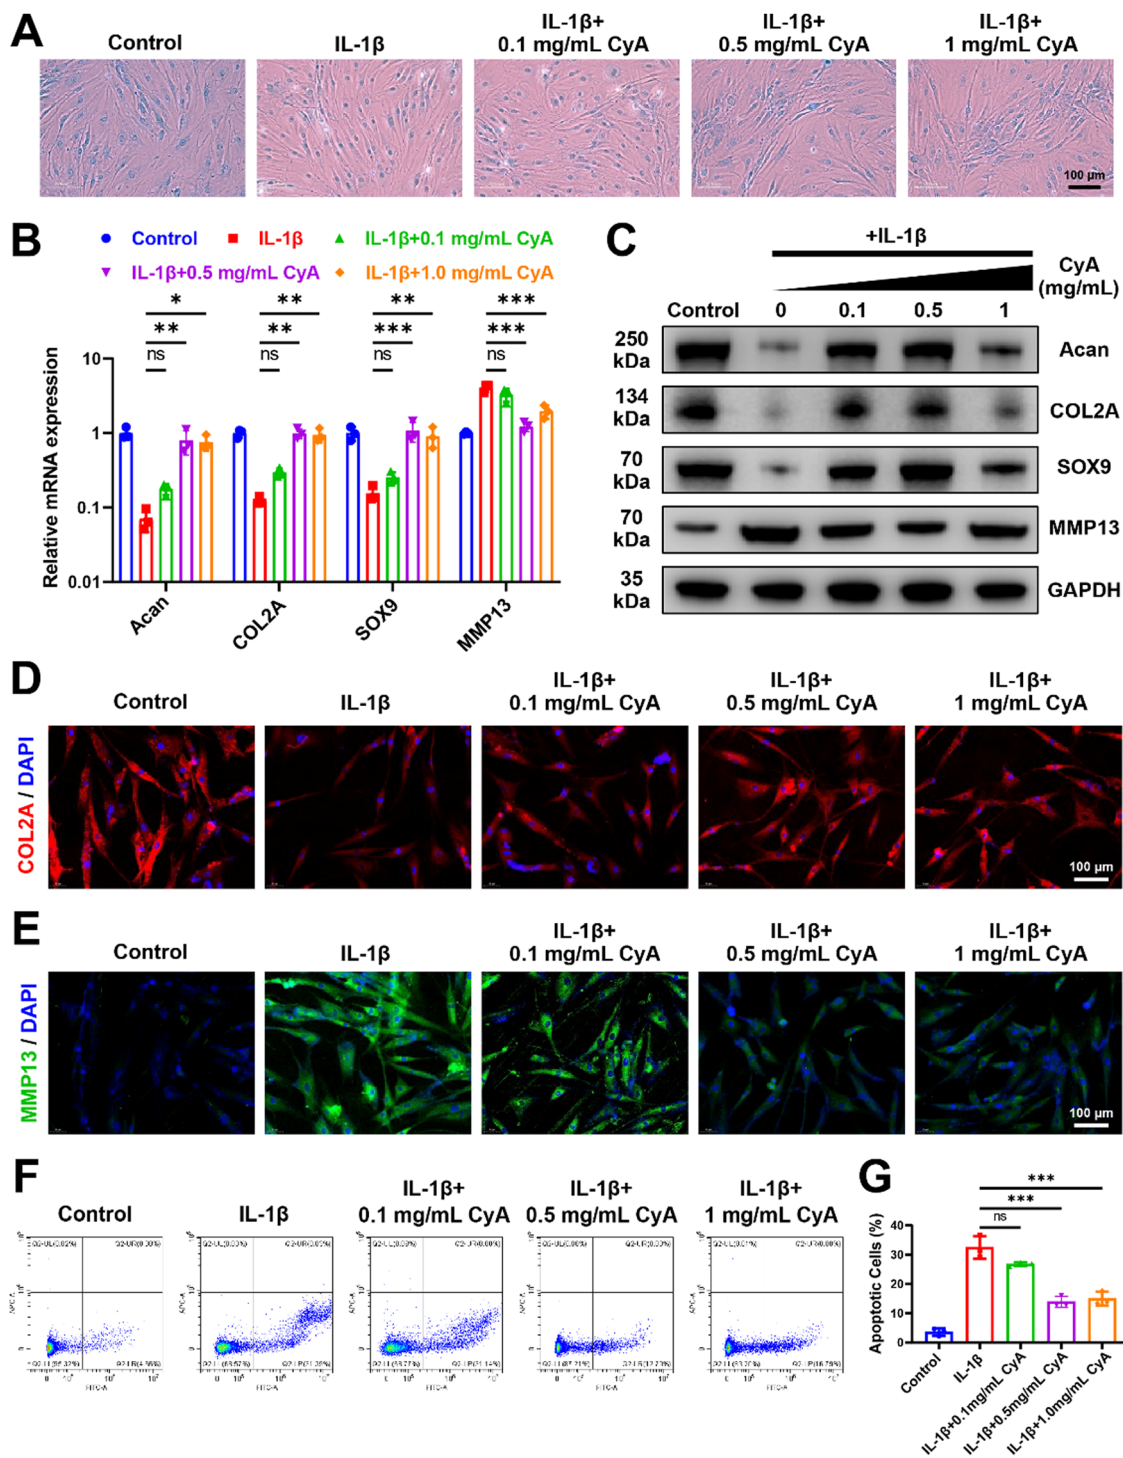 A
Control
IL-1β
IL-1β+
0.1 mg/mL CyA
IL-1β+
0.5 mg/mL CyA
IL-1β+
1 mg/mL CyA
100 μm
B
Control
IL-1β
IL-1β+0.1 mg/mL CyA
IL-1β+0.5 mg/mL CyA
IL-1β+1.0 mg/mL CyA
* ** ** ***
** ** *** ***
ns ns ns ns
Relative mRNA expression
10
1
0.1
0.01
Acan
COL2A
SOX9
MMP13
C
+IL-1β
CyA
(mg/mL)
Control 0 0.1 0.5 1
250
kDa
Acan
134
kDa
COL2A
70
kDa
SOX9
70
kDa
MMP13
35
kDa
GAPDH
D
Control
IL-1β
IL-1β+
0.1 mg/mL CyA
IL-1β+
0.5 mg/mL CyA
IL-1β+
1 mg/mL CyA
COL2A / DAPI
100 μm
E
Control
IL-1β
IL-1β+
0.1 mg/mL CyA
IL-1β+
0.5 mg/mL CyA
IL-1β+
1 mg/mL CyA
MMP13 / DAPI
100 μm
F
Control
IL-1β
IL-1β+
0.1 mg/mL CyA
IL-1β+
0.5 mg/mL CyA
IL-1β+
1 mg/mL CyA
APC-A
APC-A
APC-A
APC-A
APC-A
FITC-A
FITC-A
FITC-A
FITC-A
FITC-A
G
***
***
ns
Apoptotic Cells (%)
40
30
20
10
0
Control
IL-1β
IL-1β+0.1mg/mL CyA
IL-1β+0.5mg/mL CyA
IL-1β+1.0mg/mL CyA